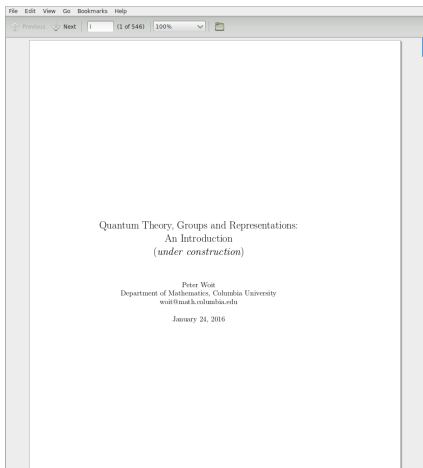 File Edit View Go Bookmarks Help
Previous Next i (1 of 546) 100%
Quantum Theory, Groups and Representations:
An Introduction
(under construction)
Peter Woit
Department of Mathematics, Columbia University
woit@math.columbia.edu
January 24, 2016